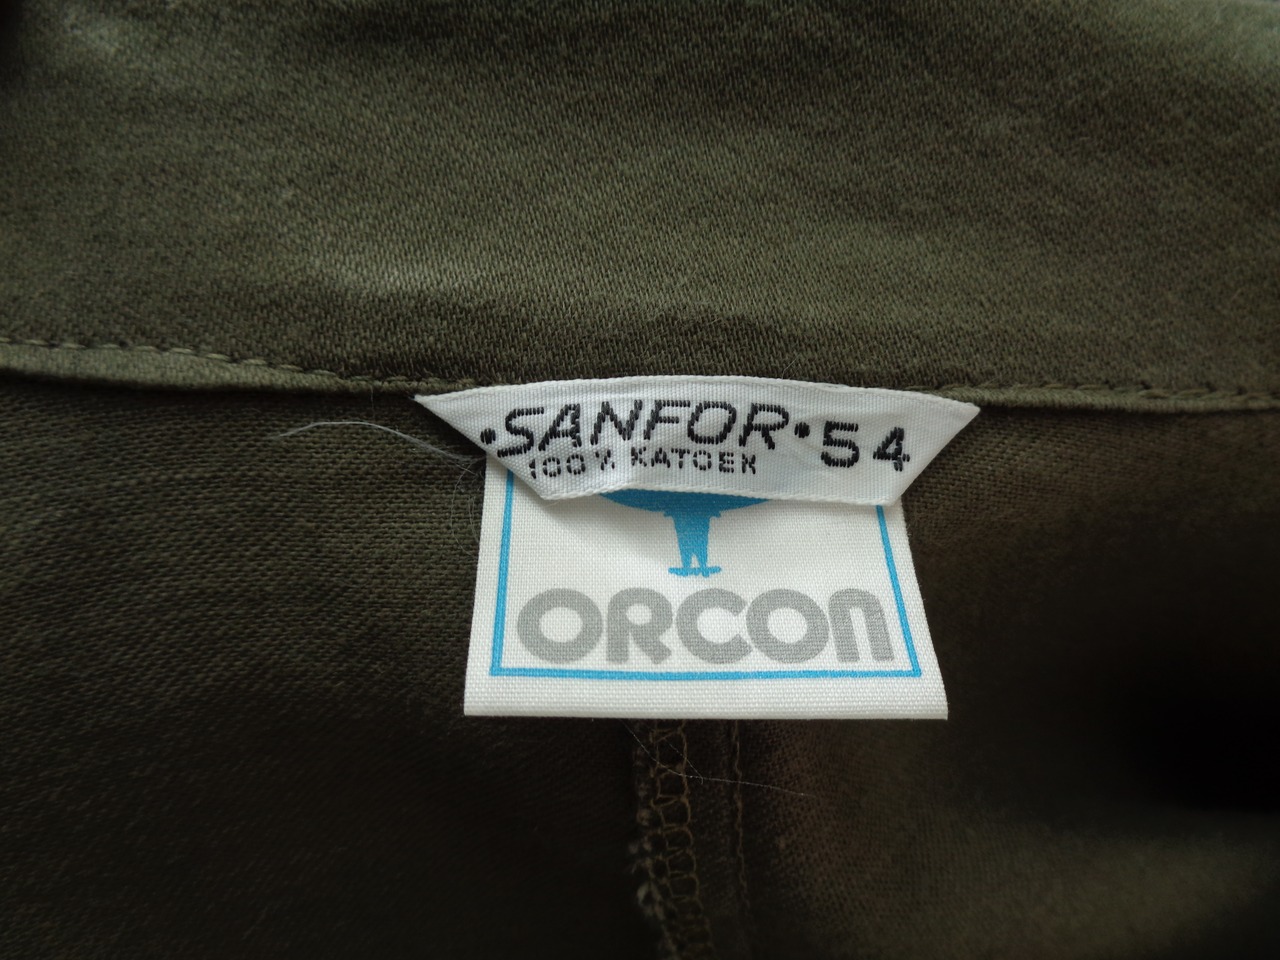 •SANFOR• 54
100% KATOEN
ORCON